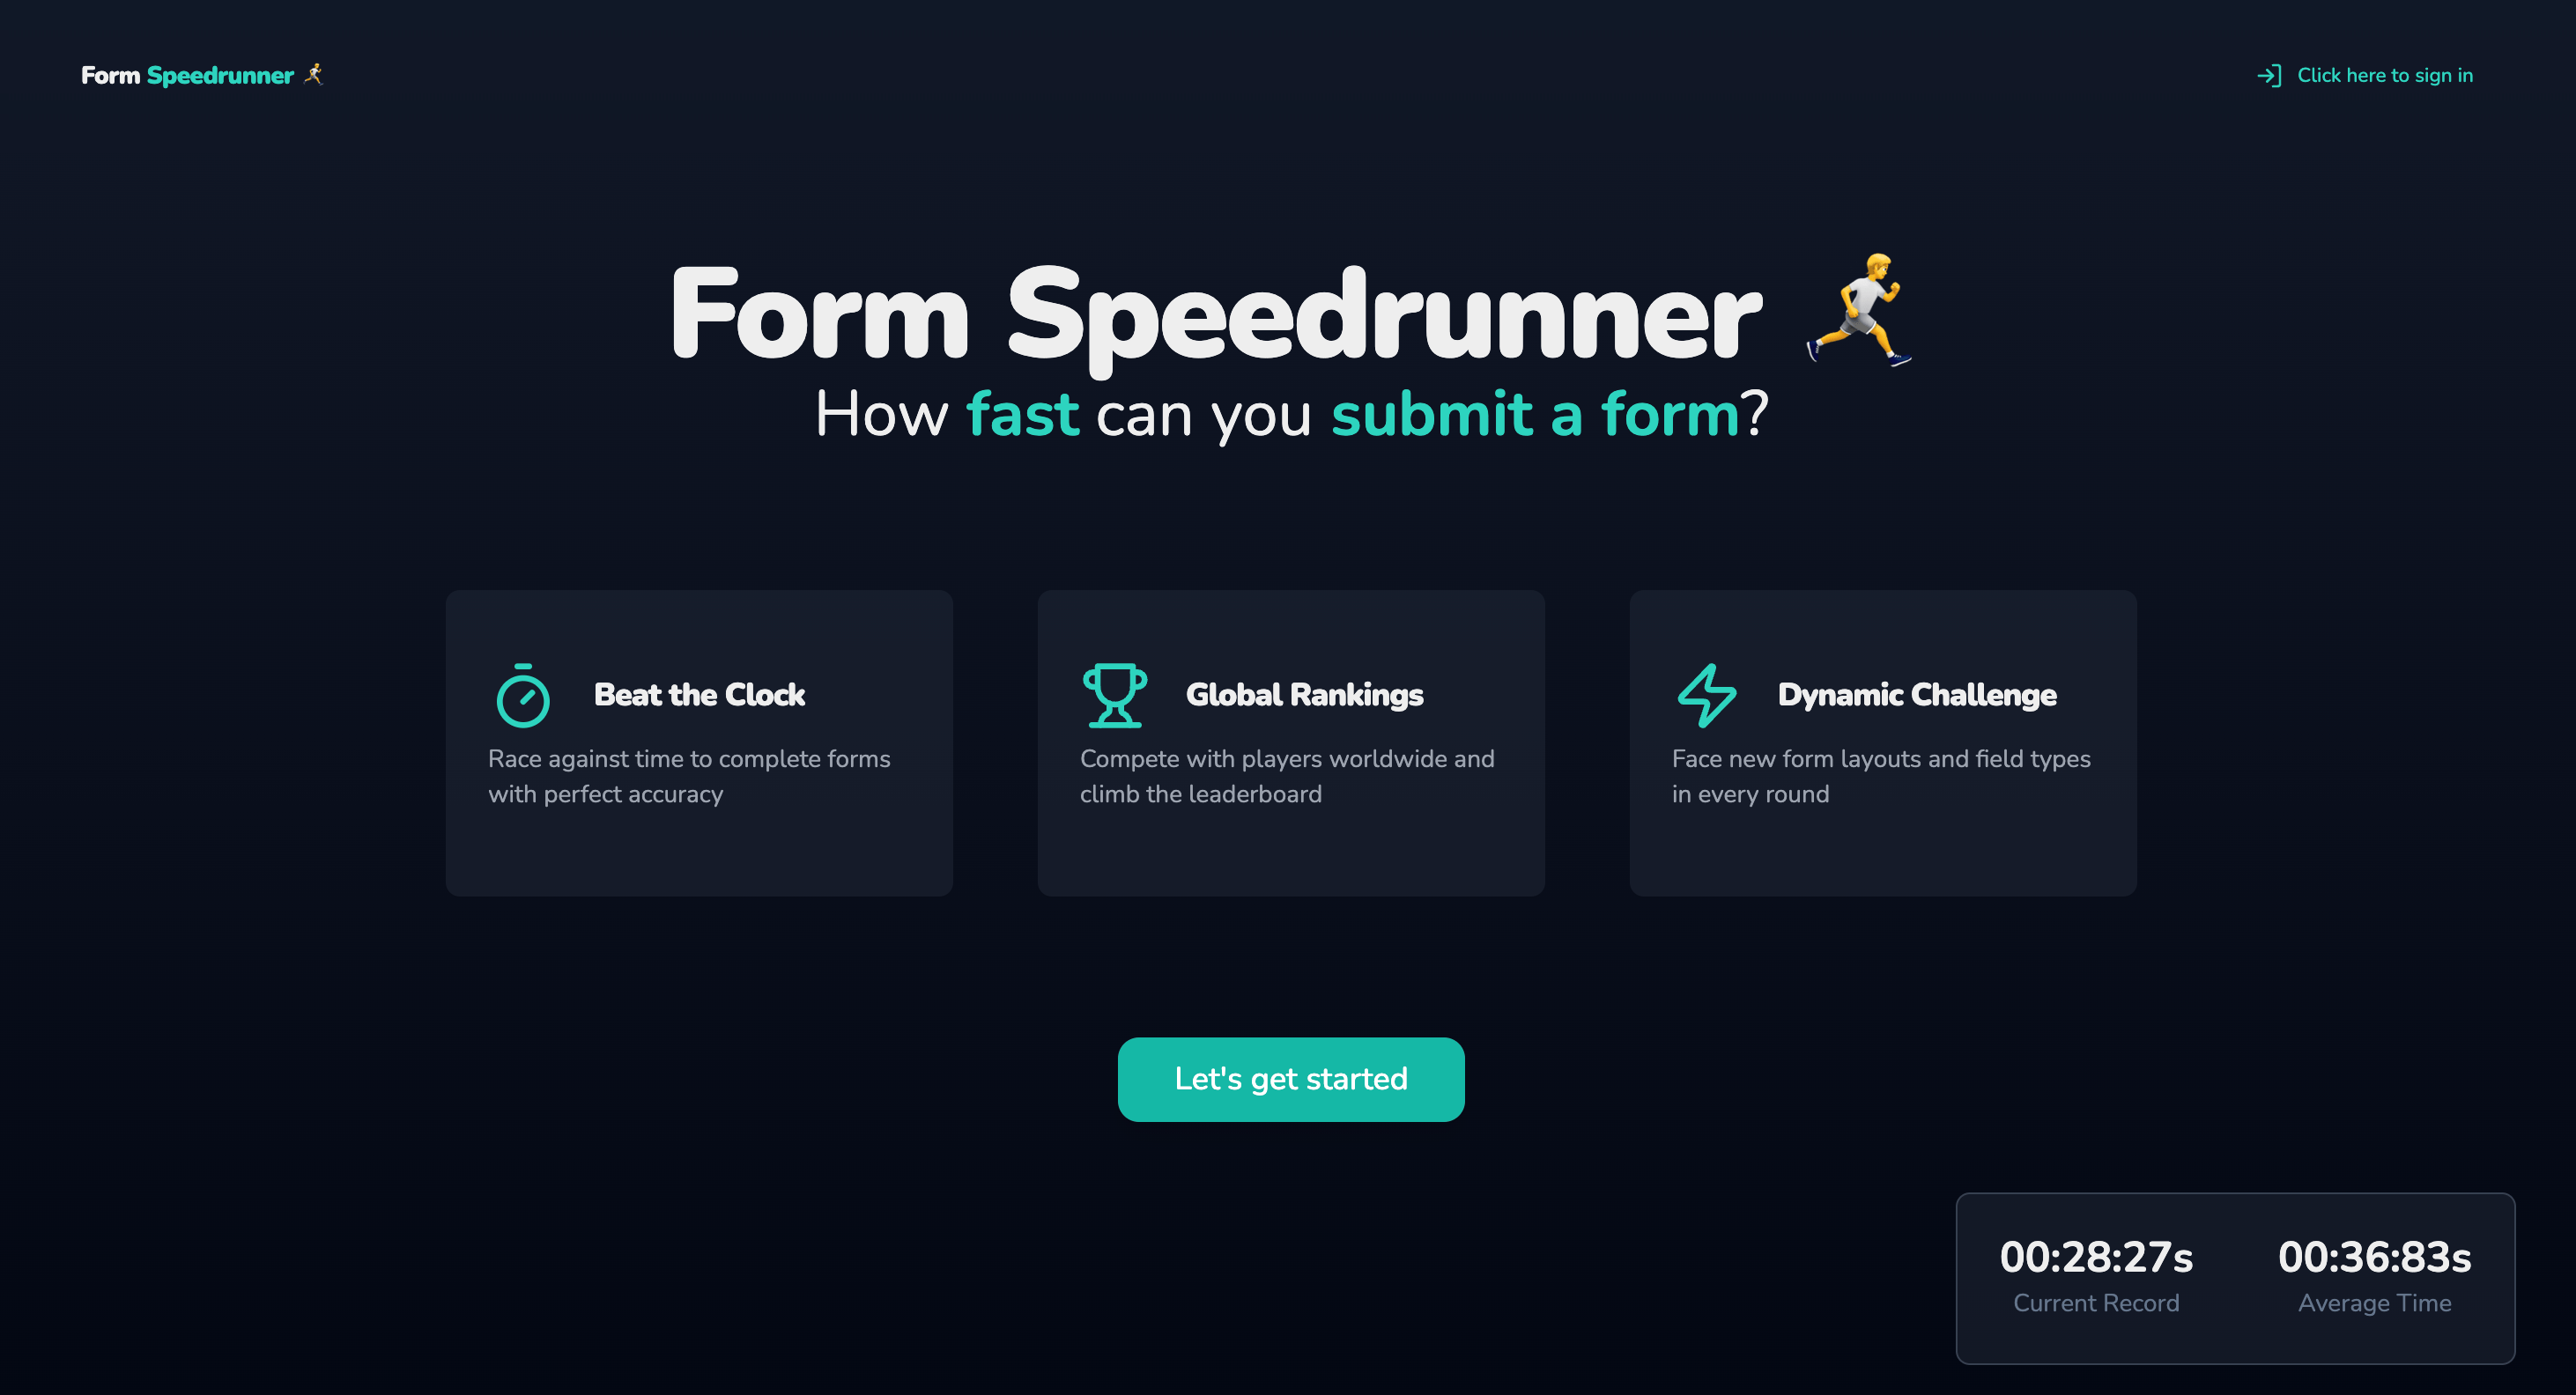 Form Speedrunner
Click here to sign in
Form Speedrunner
How fast can you submit a form?
Beat the Clock
Race against time to complete forms
with perfect accuracy
Global Rankings
Compete with players worldwide and
climb the leaderboard
Dynamic Challenge
Face new form layouts and field types
in every round
Let's get started
00:28:27s
Current Record
00:36:83s
Average Time